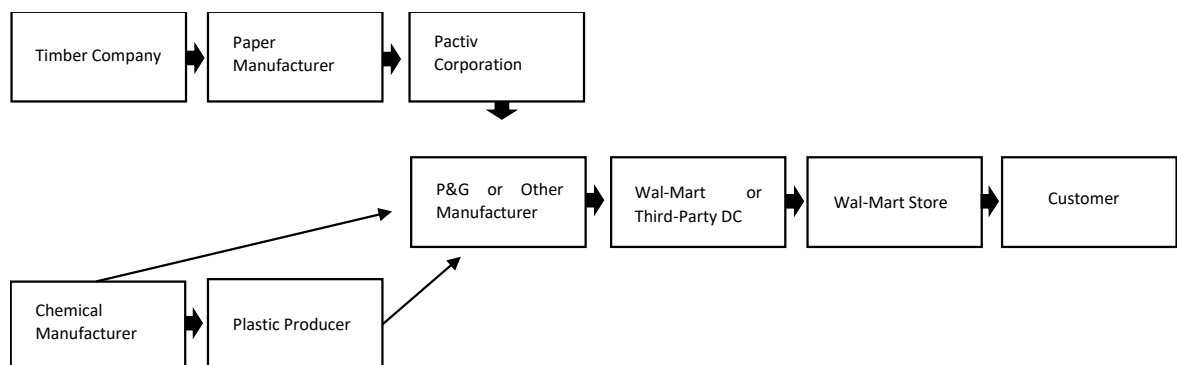 Timber Company
Paper
Manufacturer
Pactiv
Corporation
P&G or Other
Manufacturer
Wal-Mart or
Third-Party DC
Wal-Mart Store
Customer
Chemical
Manufacturer
Plastic Producer